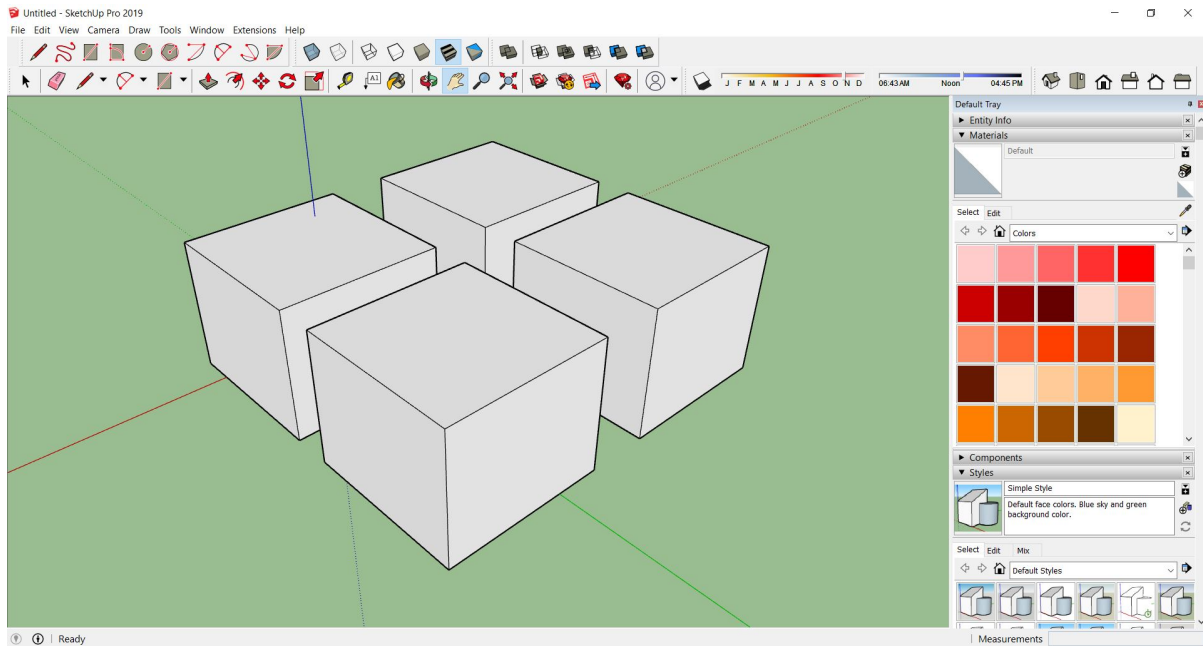 Untitled - SketchUp Pro 2019
File Edit View Camera Draw Tools Window Extensions Help
A1
J F M A M J J A S O N D
06:43 AM Noon 04:45 PM
Default Tray
Entity Info
Materials
Default
Select Edit
Colors
Components
Styles
Simple Style
Default face colors. Blue sky and green
background color.
Select Edit Mix
Default Styles
Ready
Measurements